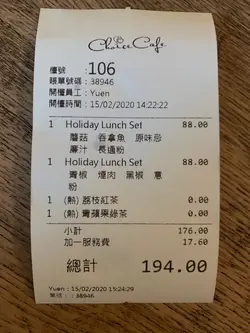 Choice Cafe
檯號 :106
賬單號碼 :38946
開檯員工 : Yuen
開檯時間 : 15/02/2020 14:22:22
1 Holiday Lunch Set 88.00
蘑菇 吞拿魚 原味忌
廉汁 長通粉
1 Holiday Lunch Set 88.00
青椒 煙肉 黑椒 意
粉
1 (熱) 荔枝紅茶 0.00
1 (熱) 青蘋果綠茶 0.00
小計 176.00
加一服務費 17.60
總計 194.00
Yuen : 15/02/2020 15:24:29
單號 : :38946